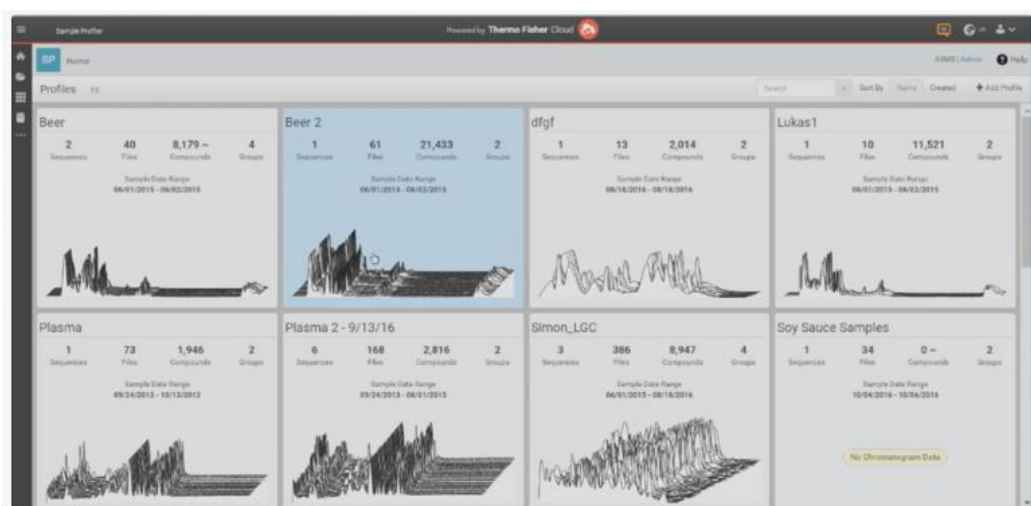 Sample Profiler
Powered by Thermo Fisher Cloud
SP Home
ASMS | Admin Help
Profiles
Search Sort By Name Created + Add Profile
Beer
2 40 8,179 ~ 4
Sequences Files Compounds Groups
Sample Date Range
06/01/2015 - 06/02/2015
Beer 2
1 61 21,433 2
Sequences Files Compounds Groups
Sample Date Range
06/01/2015 - 06/02/2015
dfgf
1 13 2,014 2
Sequences Files Compounds Groups
Sample Date Range
08/18/2016 - 08/18/2016
Lukas1
1 10 11,521 2
Sequences Files Compounds Groups
Sample Date Range
06/01/2015 - 06/02/2015
Plasma
1 73 1,946 2
Sequences Files Compounds Groups
Sample Date Range
09/24/2013 - 10/13/2013
Plasma 2 - 9/13/16
6 168 2,816 2
Sequences Files Compounds Groups
Sample Date Range
09/24/2013 - 06/01/2015
Simon_LGC
3 386 8,947 4
Sequences Files Compounds Groups
Sample Date Range
06/01/2015 - 08/18/2016
Soy Sauce Samples
1 34 0 ~ 2
Sequences Files Compounds Groups
Sample Date Range
10/04/2016 - 10/04/2016
No Chromatogram Data